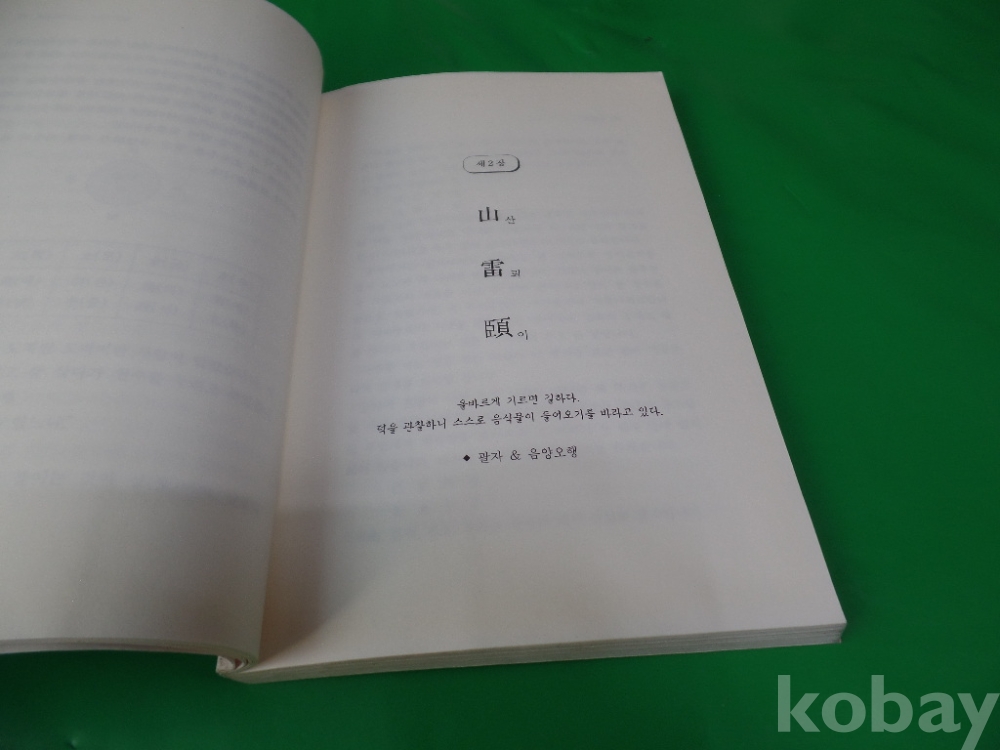 제2상
山 산
雷 뢰
頤 이
올바르게 기르면 길하다.
턱을 관찰하니 스스로 음식물이 들어오기를 바라고 있다.
◆ 팔자 & 음양오행
kobay